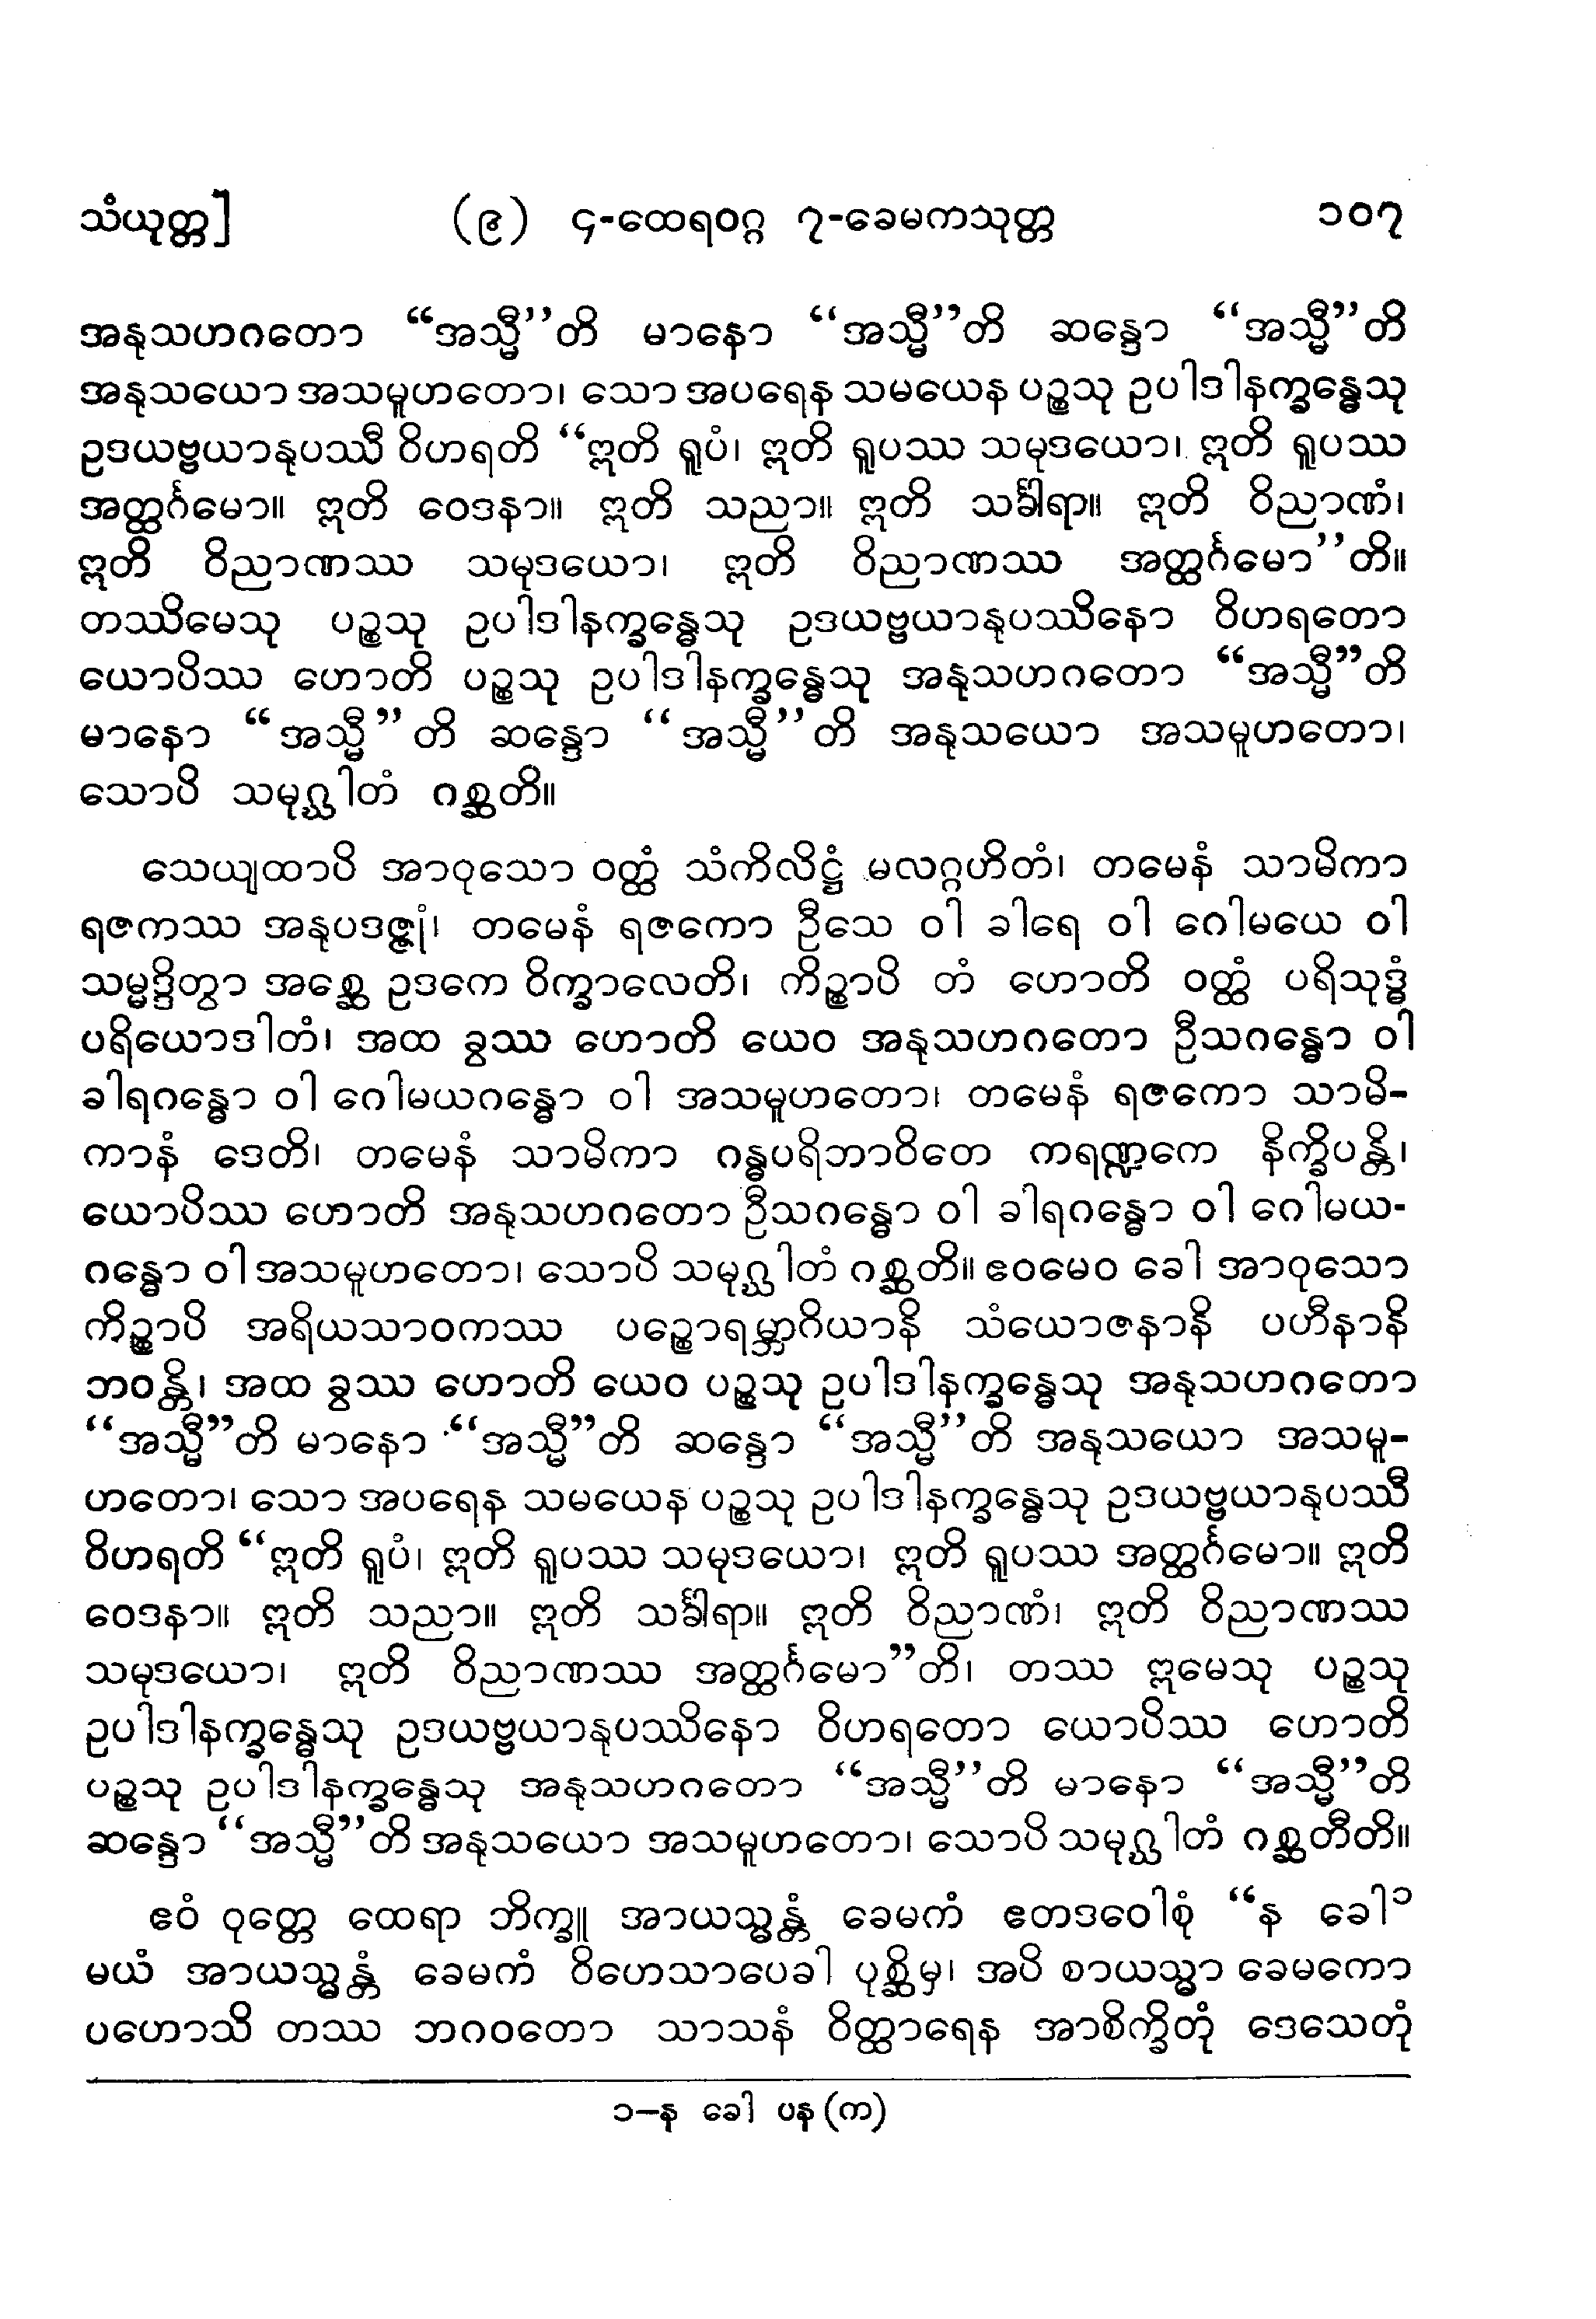 သံယုတ္တ] (၉) ၄-ထေရဝဂ္ဂ ၇-ခေမကသုတ္တ ၁၀၇
အနုသဟဂတော “အသ္မီ”တိ မာနော “အသ္မီ”တိ ဆန္ဒော “အသ္မီ”တိ
အနုသယော အသမူဟတော၊ သော အပရေန သမယေန ပဉ္စသု ဥပါဒါနက္ခန္ဓေသု
ဥဒယဗ္ဗယာနုပဿီ ဝိဟရတိ “ဣတိ ရူပံ၊ ဣတိ ရူပဿ သမုဒယော၊ ဣတိ ရူပဿ
အတ္ထင်္ဂမော။ ဣတိ ဝေဒနာ။ ဣတိ သညာ။ ဣတိ သင်္ခါရာ။ ဣတိ ဝိညာဏံ၊
ဣတိ ဝိညာဏဿ သမုဒယော၊ ဣတိ ဝိညာဏဿ အတ္ထင်္ဂမော”တိ။
တဿိမေသု ပဉ္စသု ဥပါဒါနက္ခန္ဓေသု ဥဒယဗ္ဗယာနုပဿိနော ဝိဟရတော
ယောပိဿ ဟောတိ ပဉ္စသု ဥပါဒါနက္ခန္ဓေသု အနုသဟဂတော “အသ္မီ”တိ
မာနော “အသ္မီ”တိ ဆန္ဒော “အသ္မီ”တိ အနုသယော အသမူဟတော၊
သောပိ သမုဂ္ဃါတံ ဂစ္ဆတိ။
သေယျထာပိ အာဝုသော ဝတ္ထံ သံကိလိဋ္ဌံ မလဂ္ဂဟိတံ၊ တမေနံ သာမိကာ
ရဇကဿ အနုပဒဇ္ဇုံ၊ တမေနံ ရဇကော ဦသေ ဝါ ခါရေ ဝါ ဂေါမယေ ဝါ
သမ္မဒ္ဒိတွာ အစ္ဆေ ဥဒကေ ဝိက္ခာလေတိ၊ ကိဉ္စာပိ တံ ဟောတိ ဝတ္ထံ ပရိသုဒ္ဓံ
ပရိယောဒါတံ၊ အထ ခွဿ ဟောတိ ယေဝ အနုသဟဂတော ဦသဂန္ဓော ဝါ
ခါရဂန္ဓော ဝါ ဂေါမယဂန္ဓော ဝါ အသမူဟတော၊ တမေနံ ရဇကော သာမိ-
ကာနံ ဒေတိ၊ တမေနံ သာမိကာ ဂန္ဓပရိဘာဝိတေ ကရဏ္ဍကေ နိက္ခိပန္တိ၊
ယောပိဿ ဟောတိ အနုသဟဂတော ဦသဂန္ဓော ဝါ ခါရဂန္ဓော ဝါ ဂေါမယ-
ဂန္ဓော ဝါ အသမူဟတော၊ သောပိ သမုဂ္ဃါတံ ဂစ္ဆတိ။ ဧဝမေဝ ခေါ အာဝုသော
ကိဉ္စာပိ အရိယသာဝကဿ ပဉ္စောရမ္ဘာဂိယာနိ သံယောဇနာနိ ပဟီနာနိ
ဘဝန္တိ၊ အထ ခွဿ ဟောတိ ယေဝ ပဉ္စသု ဥပါဒါနက္ခန္ဓေသု အနုသဟဂတော
“အသ္မီ”တိ မာနော “အသ္မီ”တိ ဆန္ဒော “အသ္မီ”တိ အနုသယော အသမူ-
ဟတော၊ သော အပရေန သမယေန ပဉ္စသု ဥပါဒါနက္ခန္ဓေသု ဥဒယဗ္ဗယာနုပဿီ
ဝိဟရတိ “ဣတိ ရူပံ၊ ဣတိ ရူပဿ သမုဒယော၊ ဣတိ ရူပဿ အတ္ထင်္ဂမော။ ဣတိ
ဝေဒနာ။ ဣတိ သညာ။ ဣတိ သင်္ခါရာ။ ဣတိ ဝိညာဏံ၊ ဣတိ ဝိညာဏဿ
သမုဒယော၊ ဣတိ ဝိညာဏဿ အတ္ထင်္ဂမော”တိ၊ တဿ ဣမေသု ပဉ္စသု
ဥပါဒါနက္ခန္ဓေသု ဥဒယဗ္ဗယာနုပဿိနော ဝိဟရတော ယောပိဿ ဟောတိ
ပဉ္စသု ဥပါဒါနက္ခန္ဓေသု အနုသဟဂတော “အသ္မီ”တိ မာနော “အသ္မီ”တိ
ဆန္ဒော “အသ္မီ”တိ အနုသယော အသမူဟတော၊ သောပိ သမုဂ္ဃါတံ ဂစ္ဆတီတိ။
ဧဝံ ဝုတ္တေ ထေရာ ဘိက္ခူ အာယသ္မန္တံ ခေမကံ ဧတဒဝေါစုံ “န ခေါ၁
မယံ အာယသ္မန္တံ ခေမကံ ဝိဟေသာပေခါ ပုစ္ဆိမှ၊ အပိ စာယသ္မာ ခေမကော
ပဟောသိ တဿ ဘဂဝတော သာသနံ ဝိတ္ထာရေန အာစိက္ခိတုံ ဒေသေတုံ
၁–န ခေါ ပန (က)